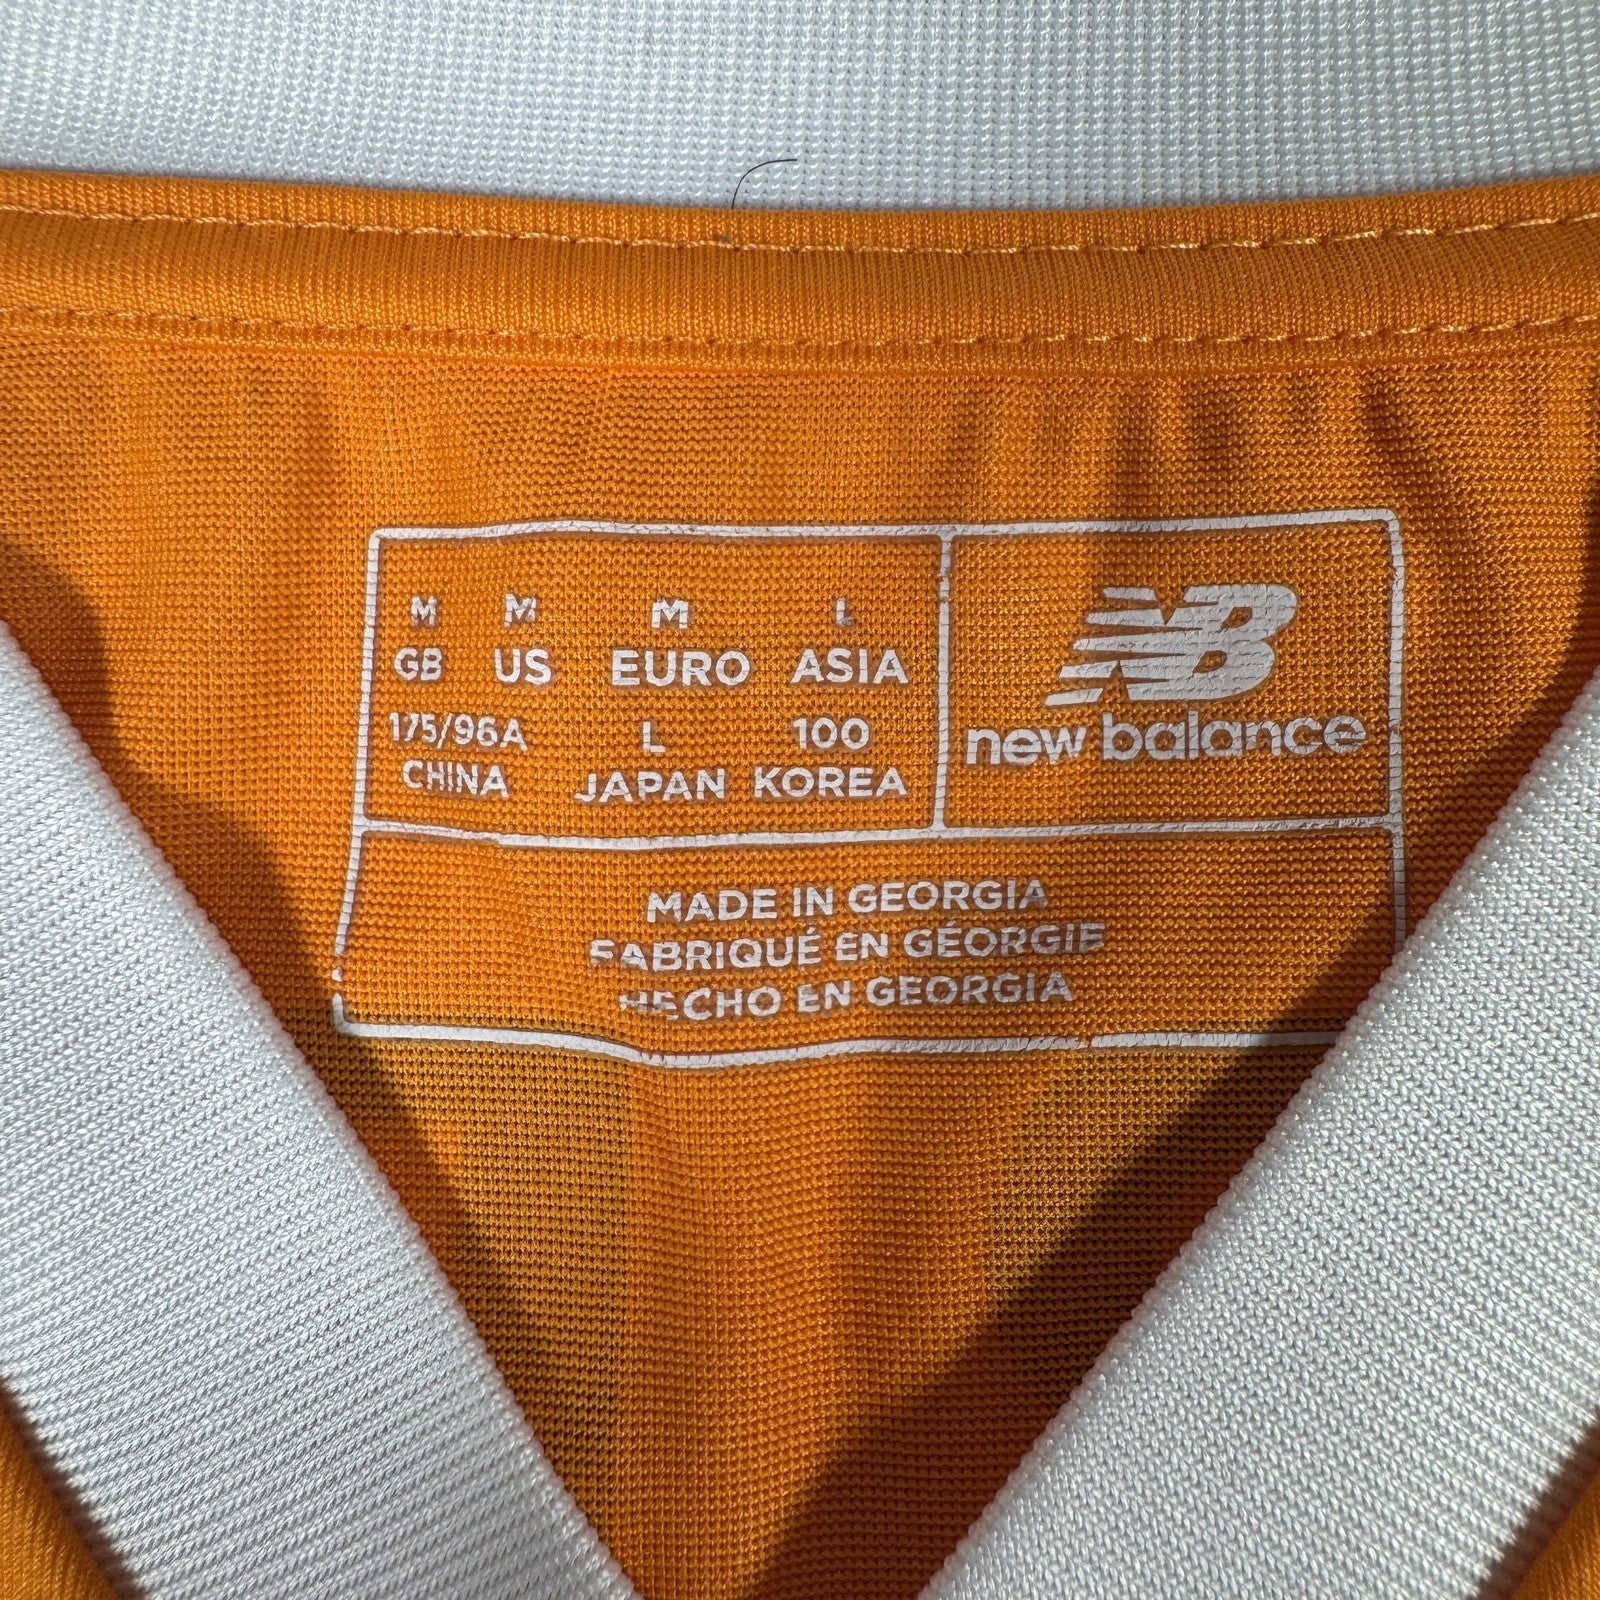 M M M L
GB US EURO ASIA
175/96A L 100
CHINA JAPAN KOREA
NB
new balance
MADE IN GEORGIA
FABRIQUÉ EN GÉORGIE
HECHO EN GEORGIA